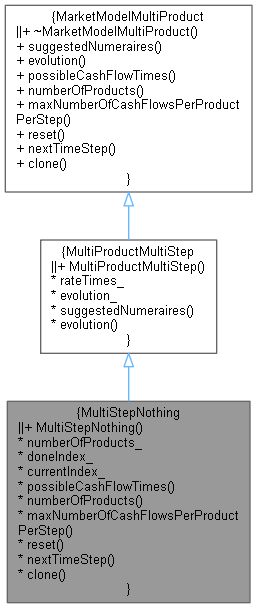 {MarketModelMultiProduct
||+ ~MarketModelMultiProduct()
+ suggestedNumeraires()
+ evolution()
+ possibleCashFlowTimes()
+ numberOfProducts()
+ maxNumberOfCashFlowsPerProduct
PerStep()
+ reset()
+ nextTimeStep()
+ clone()
}
{MultiProductMultiStep
||+ MultiProductMultiStep()
* rateTimes_
* evolution_
* suggestedNumeraires()
* evolution()
}
{MultiStepNothing
||+ MultiStepNothing()
* numberOfProducts_
* doneIndex_
* currentIndex_
* possibleCashFlowTimes()
* numberOfProducts()
* maxNumberOfCashFlowsPerProduct
PerStep()
* reset()
* nextTimeStep()
* clone()
}